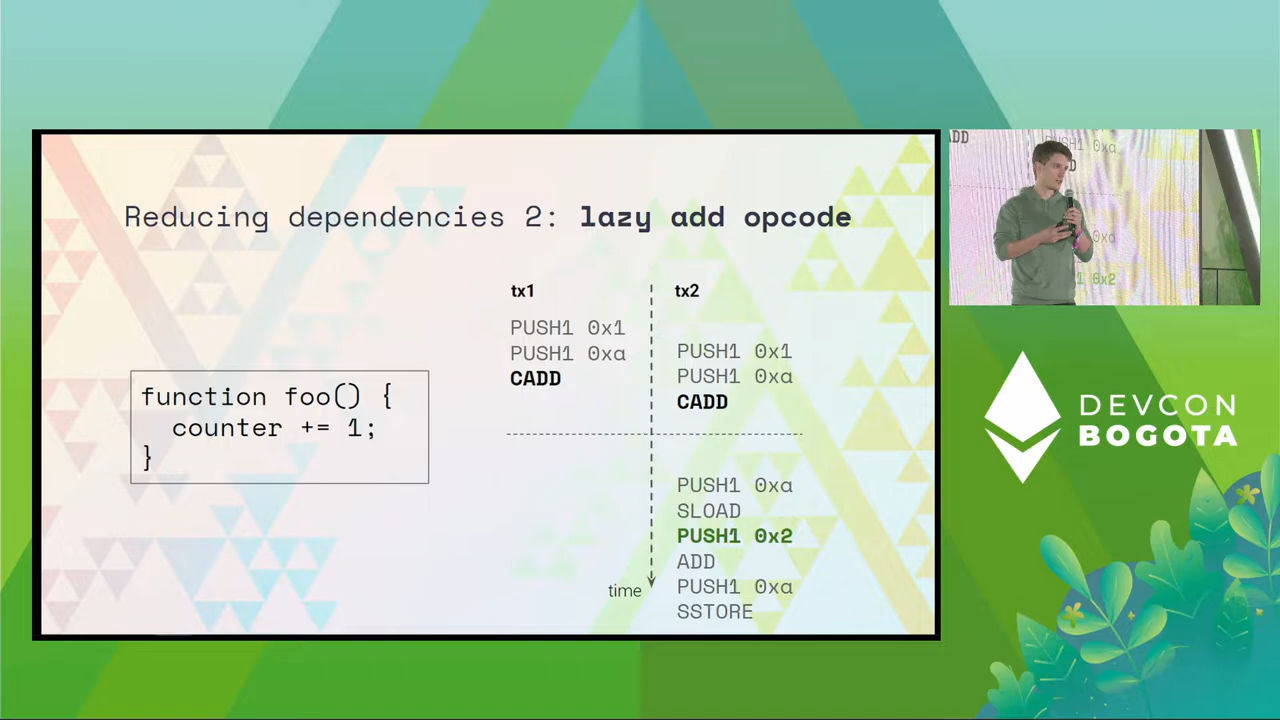 Reducing dependencies 2: lazy add opcode
tx1
PUSH1 0x1
PUSH1 0xa
CADD
tx2
PUSH1 0x1
PUSH1 0xa
CADD
function foo() {
counter += 1;
}
PUSH1 0xa
SLOAD
PUSH1 0x2
ADD
PUSH1 0xa
SSTORE
time
DEVCON
BOGOTA